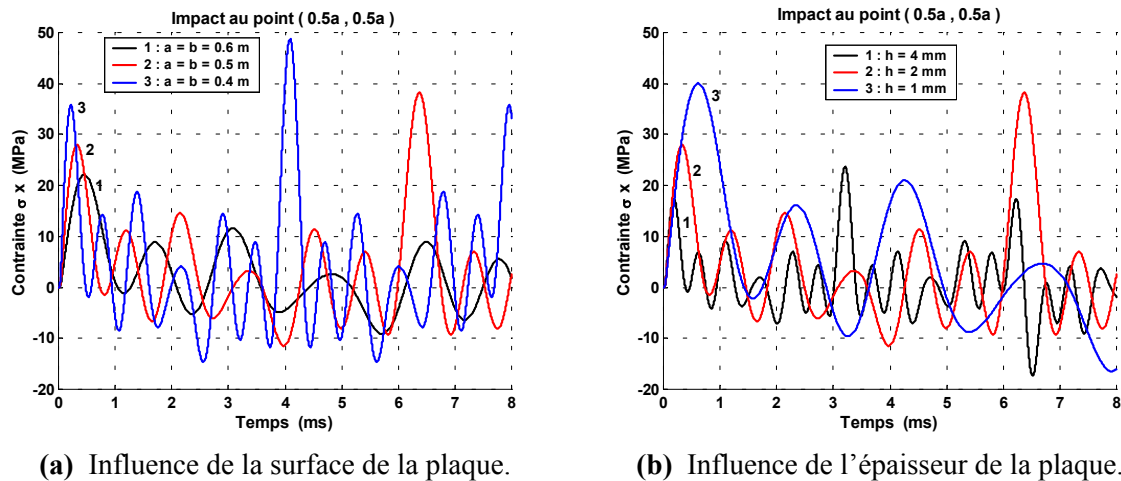 Impact au point ( 0.5a , 0.5a )
1 : a = b = 0.6 m
2 : a = b = 0.5 m
3 : a = b = 0.4 m
3
2
1
Contrainte σ x (MPa)
50
40
30
20
10
0
-10
-20
0 1 2 3 4 5 6 7 8
Temps (ms)
(a) Influence de la surface de la plaque.
Impact au point ( 0.5a , 0.5a )
1 : h = 4 mm
2 : h = 2 mm
3 : h = 1 mm
3
2
1
Contrainte σ x (MPa)
50
40
30
20
10
0
-10
-20
0 1 2 3 4 5 6 7 8
Temps (ms)
(b) Influence de l’épaisseur de la plaque.